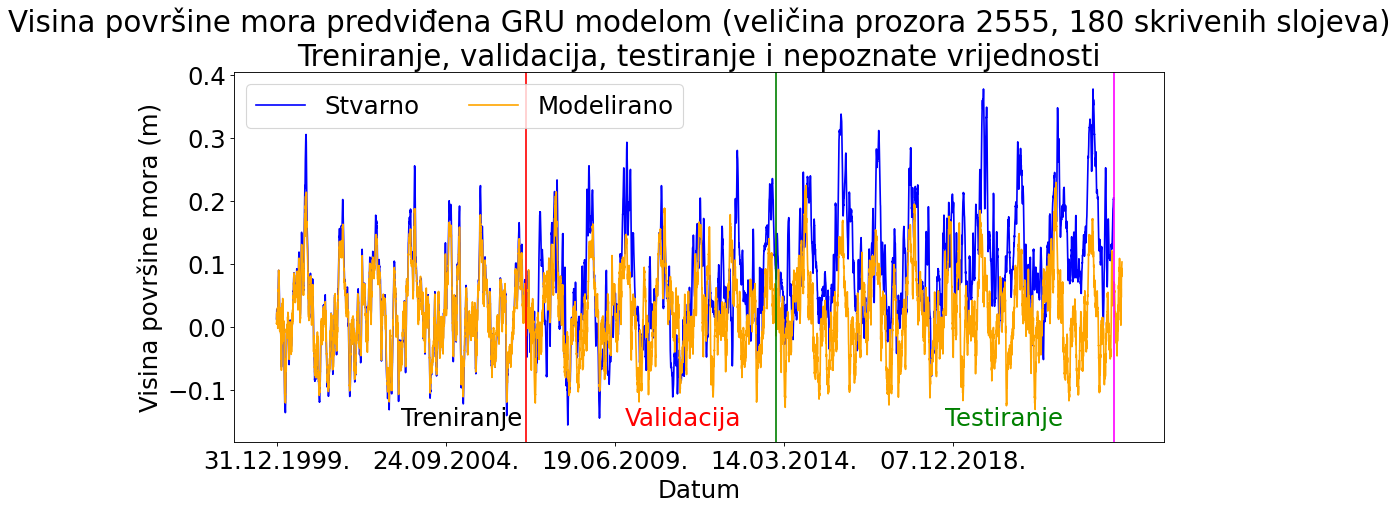 Visina površine mora predviđena GRU modelom (veličina prozora 2555, 180 skrivenih slojeva)
Treniranje, validacija, testiranje i nepoznate vrijednosti
Stvarno
Modelirano
Visina površine mora (m)
0.4
0.3
0.2
0.1
0.0
−0.1
Treniranje
Validacija
Testiranje
31.12.1999.
24.09.2004.
19.06.2009.
14.03.2014.
07.12.2018.
Datum